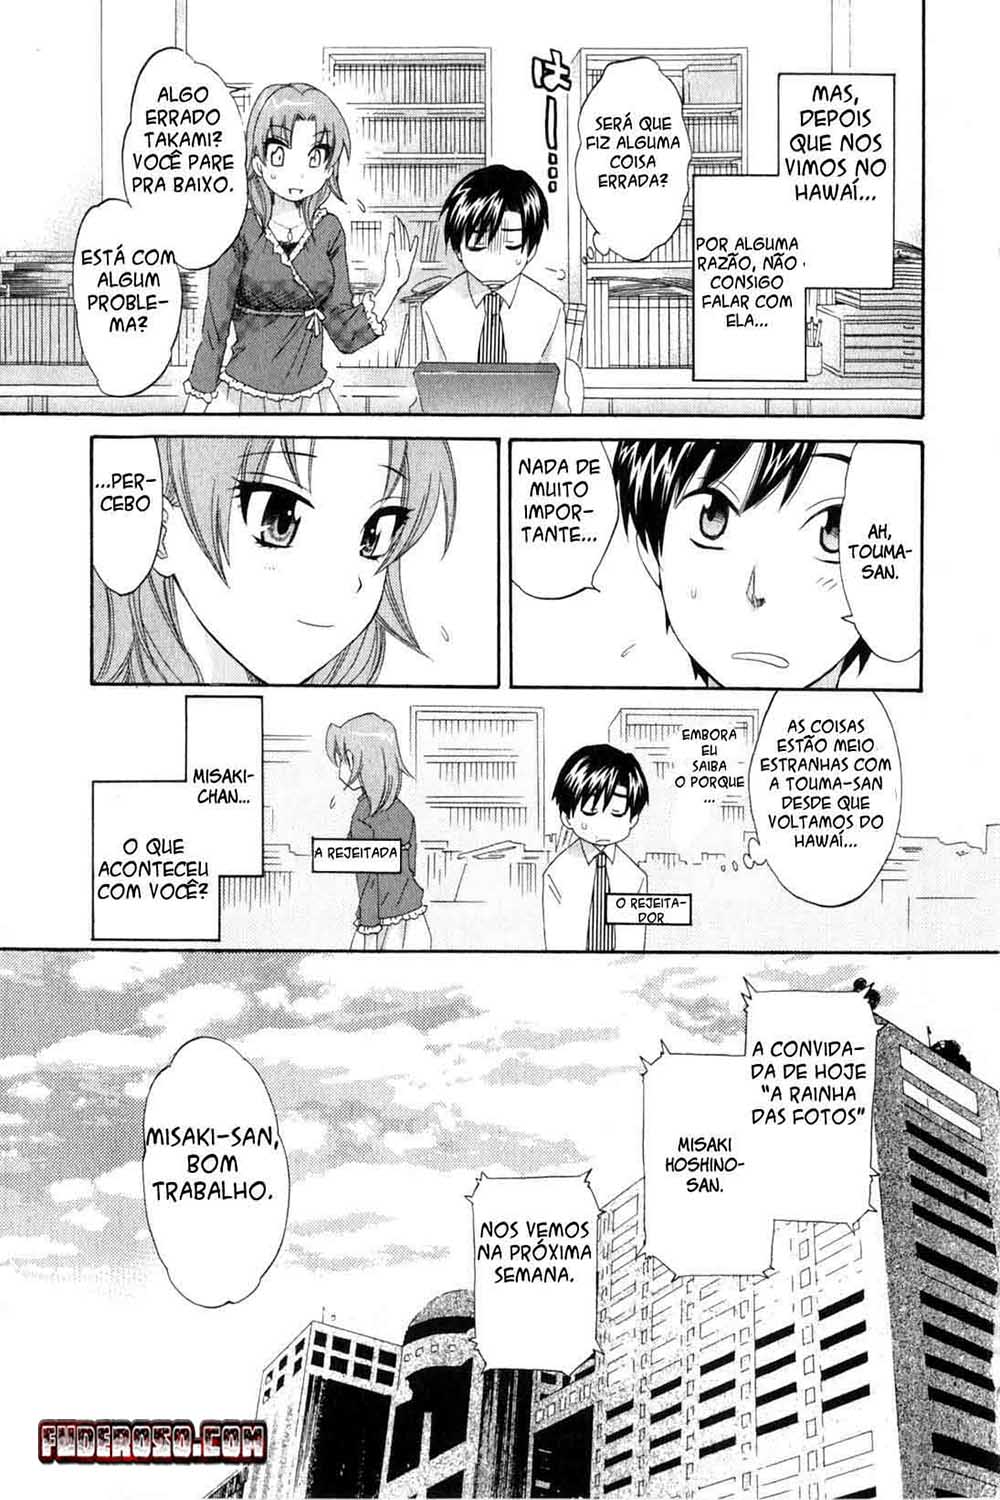 MAS,
DEPOIS
QUE NOS
VIMOS NO
HAWAÍ...
POR ALGUMA
RAZÃO, NÃO
CONSIGO
FALAR COM
ELA...
SERÁ QUE
FIZ ALGUMA
COISA
ERRADA?
はー...
ALGO
ERRADO
TAKAMI?
VOCÊ PARE
PRA BAIXO.
ESTÁ COM
ALGUM
PROBLE-
MA?
AH,
TOUMA-
SAN.
NADA DE
MUITO
IMPOR-
TANTE...
...PER-
CEBO
AS COISAS
ESTÃO MEIO
ESTRANHAS COM
A TOUMA-SAN
DESDE QUE
VOLTAMOS DO
HAWAÍ...
EMBORA
EU
SAIBA
O PORQUE
...
O REJEITA-
DOR
A REJEITADA
MISAKI-
CHAN...
O QUE
ACONTECEU
COM VOCÊ?
A CONVIDA-
DA DE HOJE
"A RAINHA
DAS FOTOS"
MISAKI
HOSHINO-
SAN.
NOS VEMOS
NA PRÓXIMA
SEMANA.
MISAKI-SAN,
BOM
TRABALHO.
FUDEROSO.COM